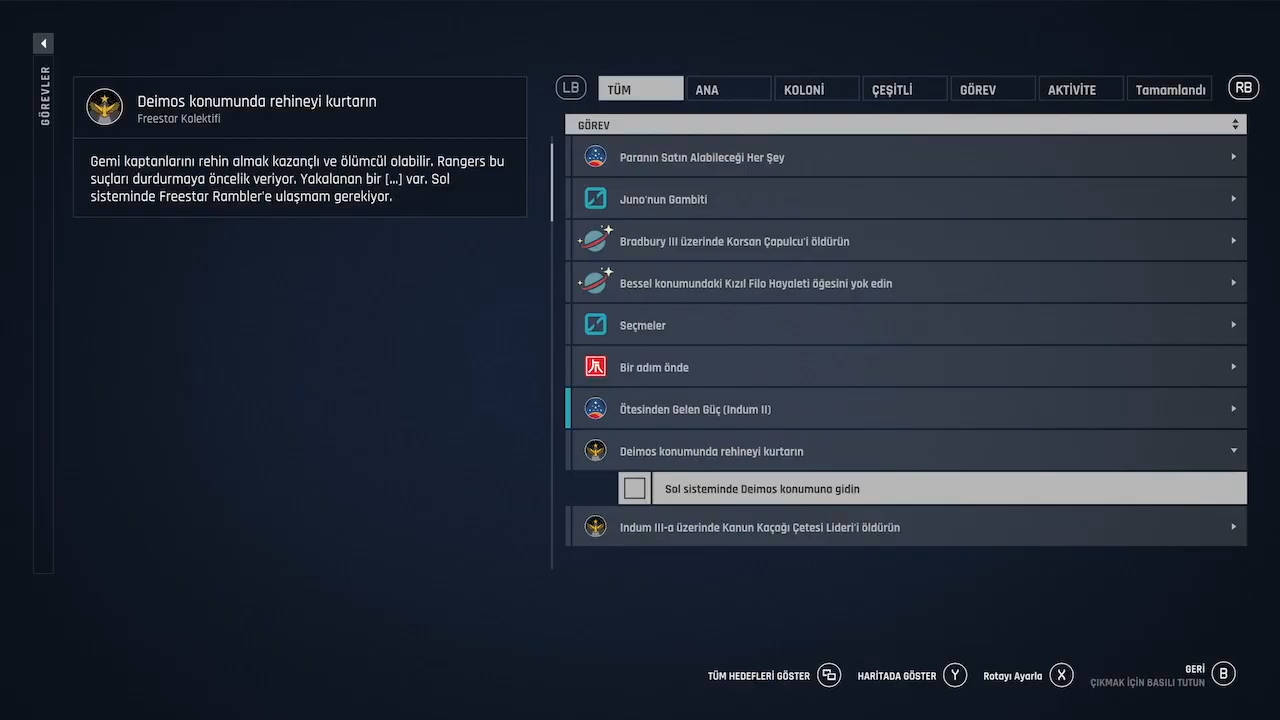 GÖREVLER
Deimos konumunda rehineyi kurtarın
Freestar Kolektifi
Gemi kaptanlarını rehin almak kazançlı ve ölümcül olabilir. Rangers bu
suçları durdurmaya öncelik veriyor. Yakalanan bir [...] var. Sol
sisteminde Freestar Rambler'e ulaşmam gerekiyor.
LB TÜM ANA KOLONİ ÇEŞİTLİ GÖREV AKTİVİTE Tamamlandı RB
GÖREV
Paranın Satın Alabileceği Her Şey
Juno'nun Gambiti
Bradbury III üzerinde Korsan Çapulcu'i öldürün
Bessel konumundaki Kızıl Filo Hayaleti öğesini yok edin
Seçmeler
Bir adım önde
Ötesinden Gelen Güç (Indum II)
Deimos konumunda rehineyi kurtarın
Sol sisteminde Deimos konumuna gidin
Indum III-a üzerinde Kanun Kaçağı Çetesi Lideri'i öldürün
TÜM HEDEFLERİ GÖSTER HARİTADA GÖSTER Y Rotayı Ayarla X GERİ B
ÇIKMAK İÇİN BASILI TUTUN